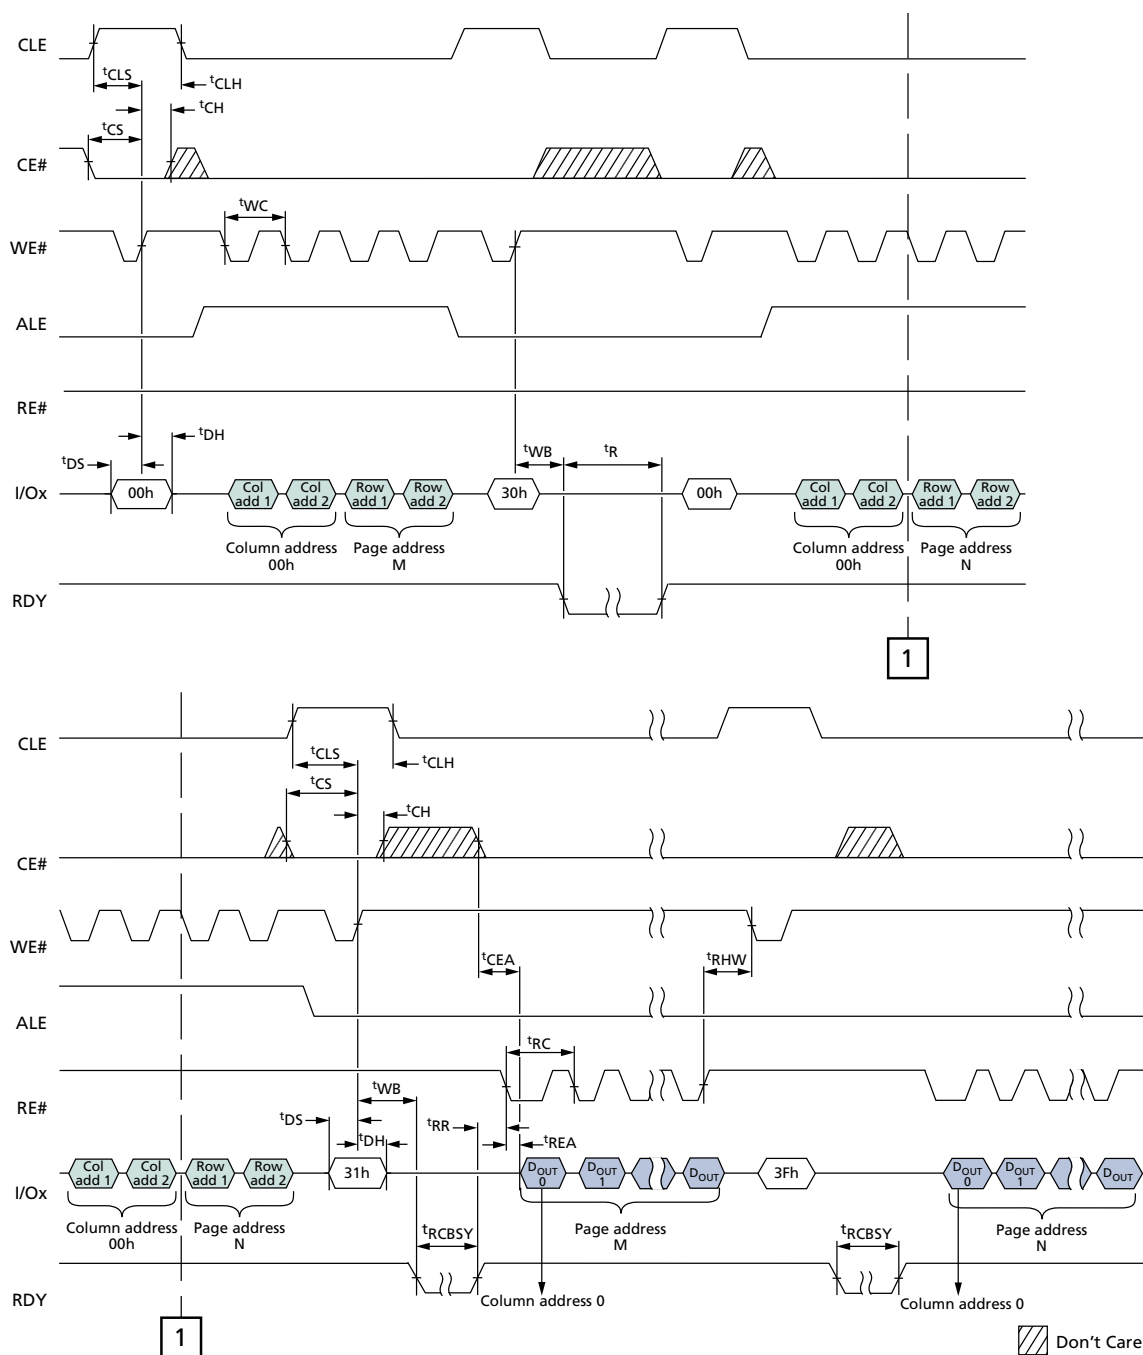 CLE
tCLS
tCLH
tCH
tCS
CE#
tWC
WE#
ALE
RE#
tDH
tWB
tR
tDS
I/Ox
00h
Col add 1
Col add 2
Row add 1
Row add 2
30h
00h
Col add 1
Col add 2
Row add 1
Row add 2
Column address
00h
Page address
M
Column address
00h
Page address
N
RDY
1
CLE
tCLS
tCLH
tCS
tCH
CE#
WE#
tCEA
tRHW
ALE
tRC
tWB
RE#
tDS
tRR
tDH
tREA
I/Ox
Col add 1
Col add 2
Row add 1
Row add 2
31h
DOUT 0
DOUT 1
DOUT
3Fh
DOUT 0
DOUT 1
DOUT
Column address
00h
Page address
N
Page address
M
Page address
N
tRCBSY
tRCBSY
RDY
Column address 0
Column address 0
1
Don't Care